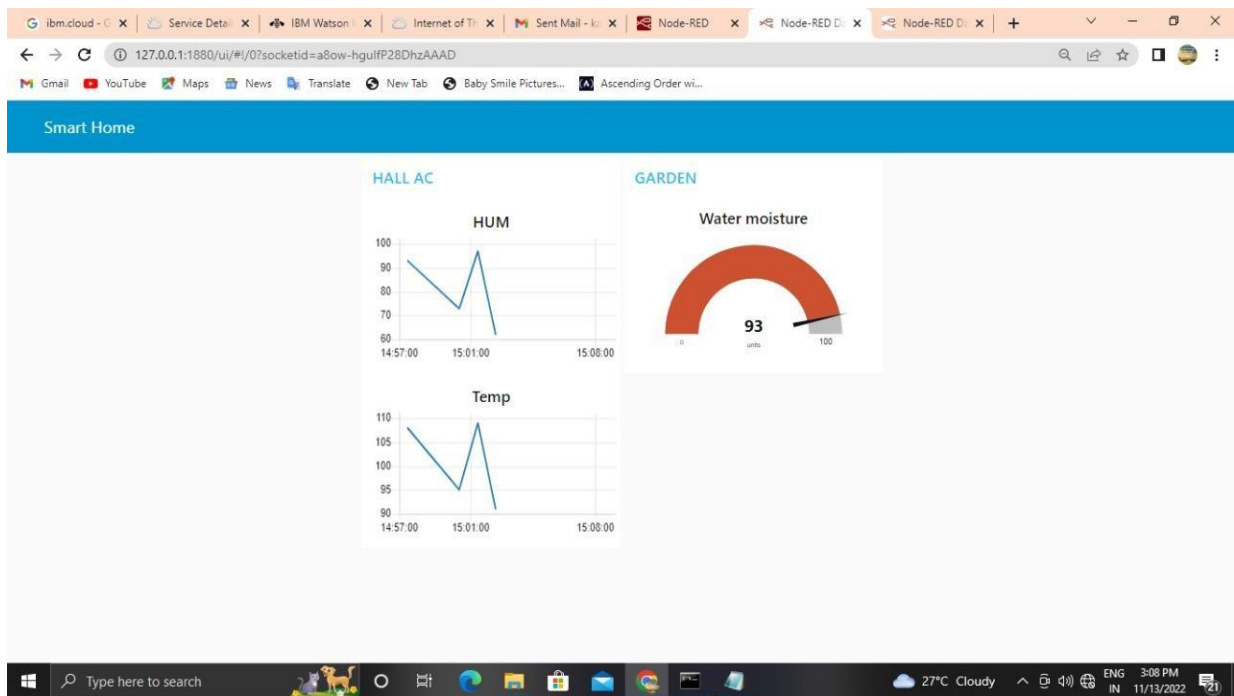 ibm.cloud - G Service Detai IBM Watson Internet of Th Sent Mail - k Node-RED Node-RED D Node-RED D
127.0.0.1:1880/ui/#!/0?socketid=a8ow-hgulfP28DhzAAAD
Gmail YouTube Maps News Translate New Tab Baby Smile Pictures... Ascending Order wi...
Smart Home
HALL AC
HUM
100
90
80
70
60
14:57:00 15:01:00 15:08:00
Temp
110
105
100
95
90
14:57:00 15:01:00 15:08:00
GARDEN
Water moisture
93
0 units 100
Type here to search 27°C Cloudy ENG 3:08 PM
IN 11/13/2022 21